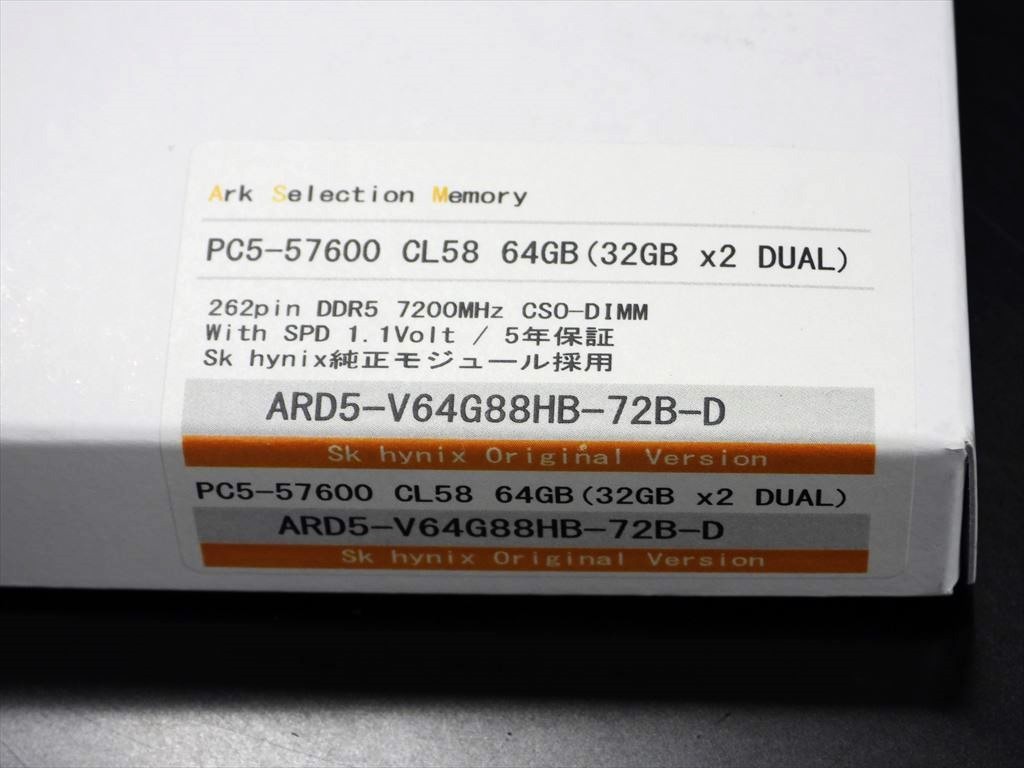 Ark Selection Memory
PC5-57600 CL58 64GB(32GB x2 DUAL)
262pin DDR5 7200MHz CSO-DIMM
With SPD 1.1Volt / 5年保証
Sk hynix純正モジュール採用
ARD5-V64G88HB-72B-D
Sk hynix Original Version
PC5-57600 CL58 64GB(32GB x2 DUAL)
ARD5-V64G88HB-72B-D
Sk hynix Original Version